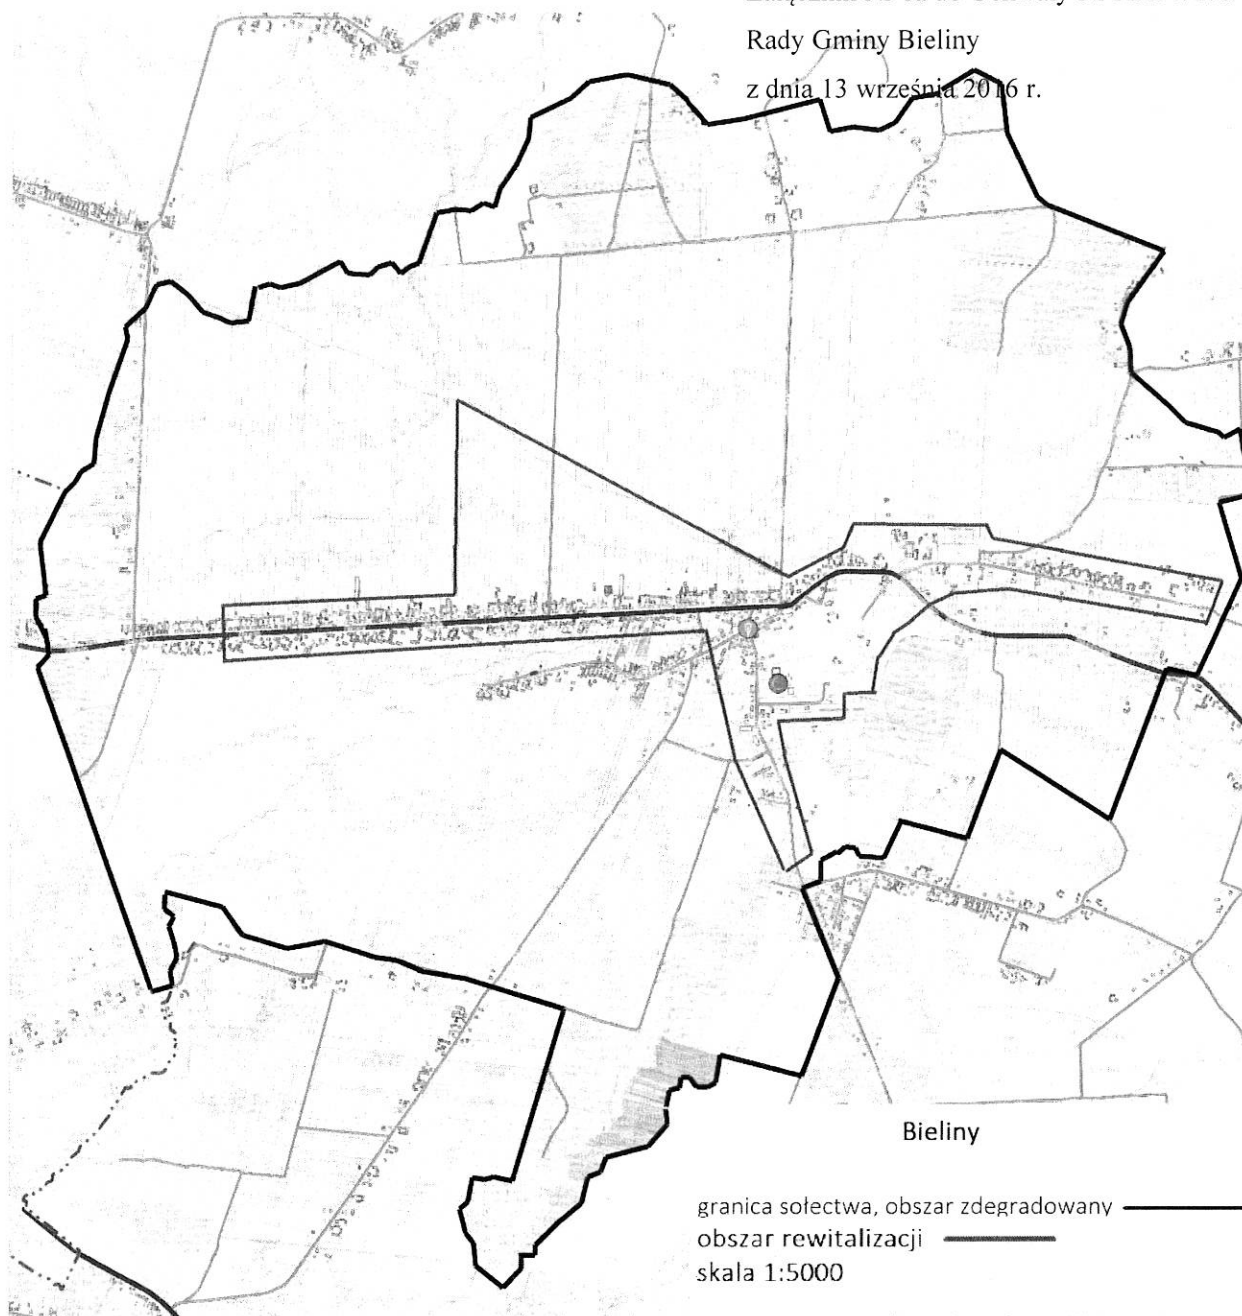 Rady Gminy Bieliny
z dnia 13 września 2016 r.
Bieliny
granica sołectwa, obszar zdegradowany
obszar rewitalizacji
skala 1:5000